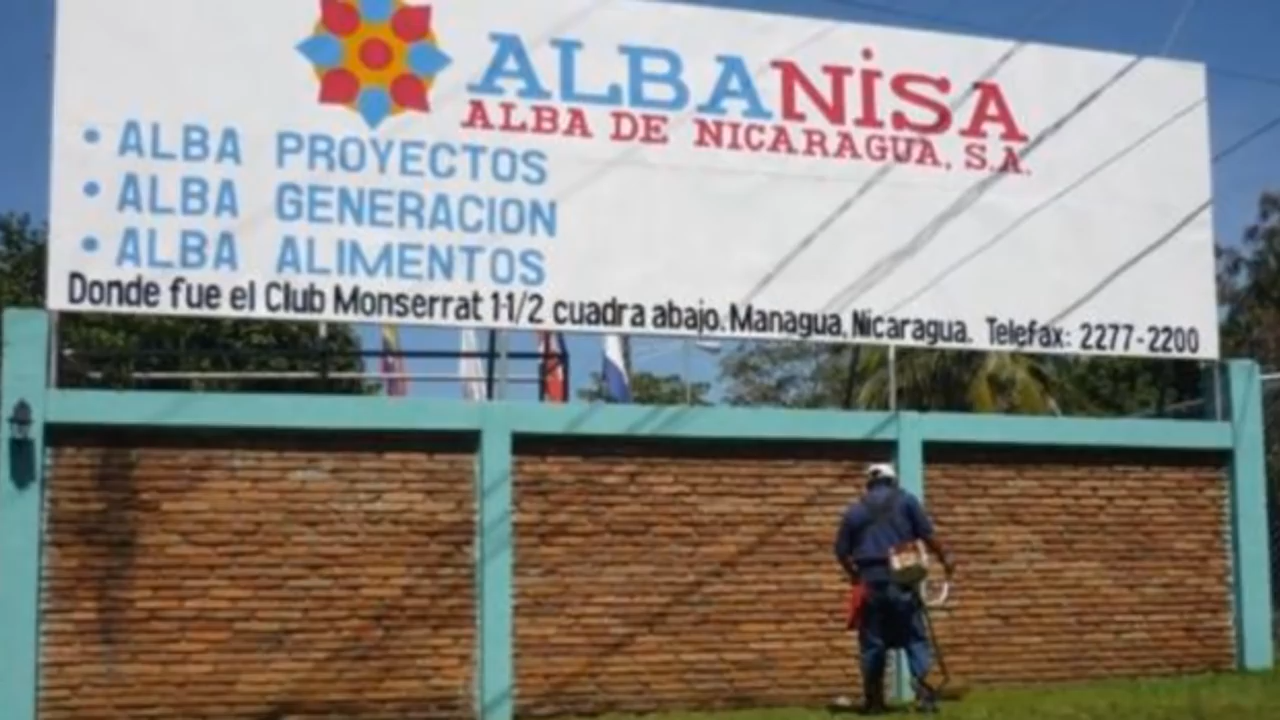 ALBANiSA
ALBA DE NICARAGUA, S.A.
• ALBA PROYECTOS
• ALBA GENERACION
• ALBA ALIMENTOS
Donde fue el Club Monserrat 1-1/2 cuadra abajo. Managua, Nicaragua. Telefax: 2277-2200